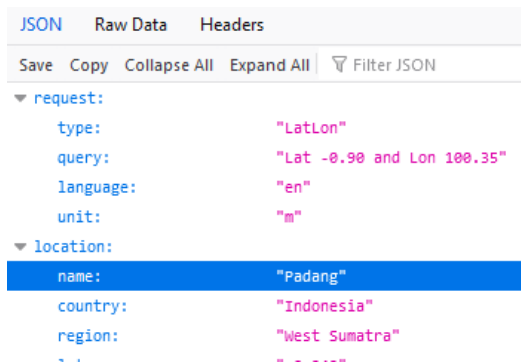 JSON Raw Data Headers
Save Copy Collapse All Expand All Filter JSON
request:
type: "LatLon"
query: "Lat -0.90 and Lon 100.35"
language: "en"
unit: "m"
location:
name: "Padang"
country: "Indonesia"
region: "West Sumatra"